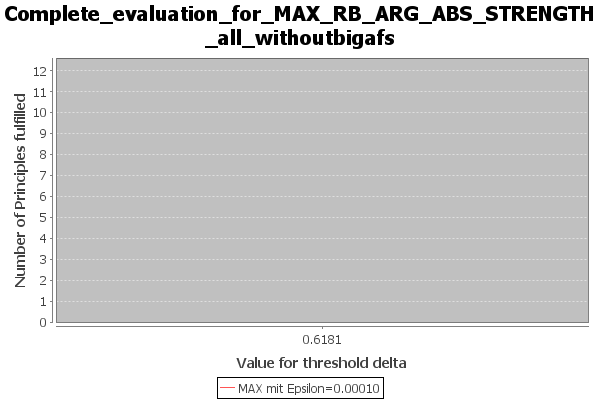 Complete_evaluation_for_MAX_RB_ARG_ABS_STRENGTH
_all_withoutbigafs
Number of Principles fulfilled
12
11
10
9
8
7
6
5
4
3
2
1
0
0.6181
Value for threshold delta
MAX mit Epsilon=0.00010